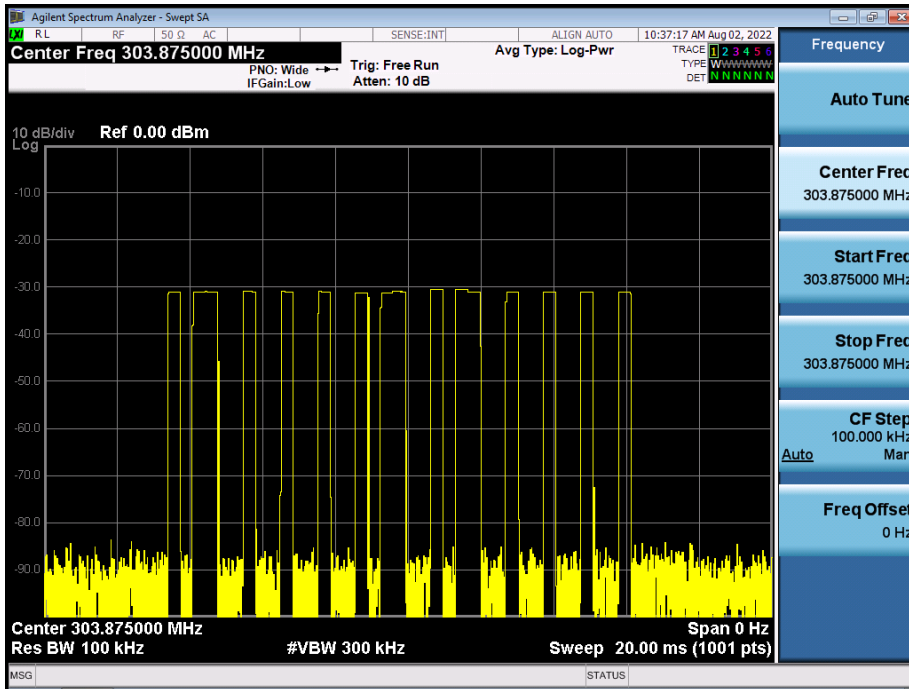 Agilent Spectrum Analyzer - Swept SA
LXI RL RF 50 Ω AC SENSE:INT ALIGN AUTO 10:37:17 AM Aug 02, 2022
Center Freq 303.875000 MHz
Avg Type: Log-Pwr
TRACE 1 2 3 4 5 6
PNO: Wide
Trig: Free Run
TYPE WWWWWW
IFGain:Low
Atten: 10 dB
DET N N N N N N
10 dB/div Ref 0.00 dBm
Log
-10.0
-20.0
-30.0
-40.0
-50.0
-60.0
-70.0
-80.0
-90.0
Center 303.875000 MHz Span 0 Hz
Res BW 100 kHz #VBW 300 kHz Sweep 20.00 ms (1001 pts)
MSG STATUS
Frequency
Auto Tune
Center Freq
303.875000 MHz
Start Freq
303.875000 MHz
Stop Freq
303.875000 MHz
CF Step
100.000 kHz
Auto Man
Freq Offset
0 Hz